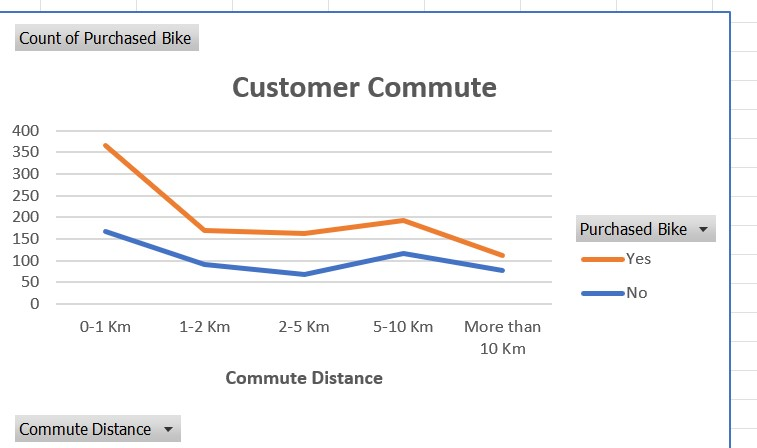 Count of Purchased Bike
Customer Commute
400
350
300
250
200
150
100
50
0
0-1 Km
1-2 Km
2-5 Km
5-10 Km
More than
10 Km
Commute Distance
Purchased Bike
Yes
No
Commute Distance